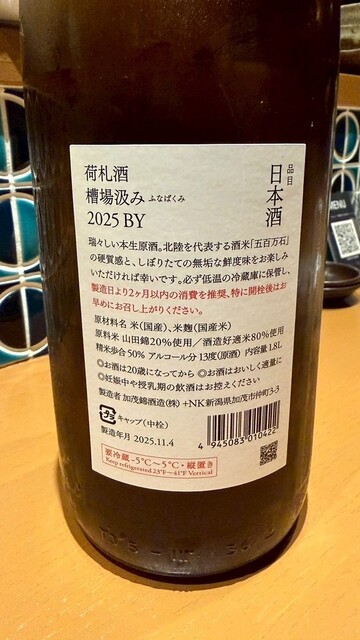 荷札酒
槽場汲み ふなばくみ
2025 BY
品目
日本酒
瑞々しい本生原酒。北陸を代表する酒米「五百万石」
の硬質感と、しぼりたての無垢な鮮度味をお楽しみ
いただければ幸いです。必ず低温の冷蔵庫に保管し、
製造日より2ヶ月以内の消費を推奨、特に開栓後はお
早めにお召し上がりください。
原材料名 米(国産)、米麹(国産米)
原料米 山田錦20%使用/酒造好適米80%使用
精米歩合50% アルコール分 13度(原酒) 内容量 1.8L
◎お酒は20歳になってから ◎お酒はおいしく適量に
◎妊娠中や授乳期の飲酒はお控えください
製造者 加茂錦酒造(株)+NK 新潟県加茂市仲町3-3
キャップ(中栓)
製造年月 2025.11.4
4 945083 010422
要冷蔵 -5℃〜5℃・縦置き
Keep refrigerated 23°F〜41°F Vertical
MENU